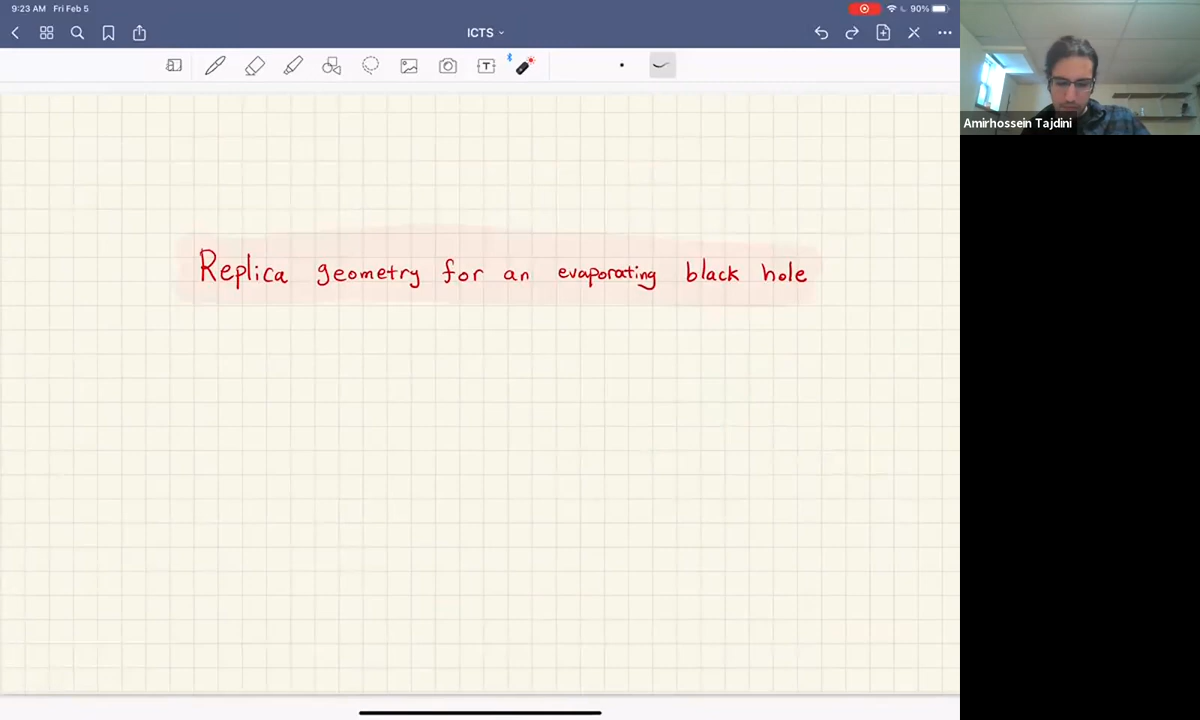 9:23 AM Fri Feb 5
90%
ICTS
T
Amirhossein Tajdini
Replica geometry for an evaporating black hole